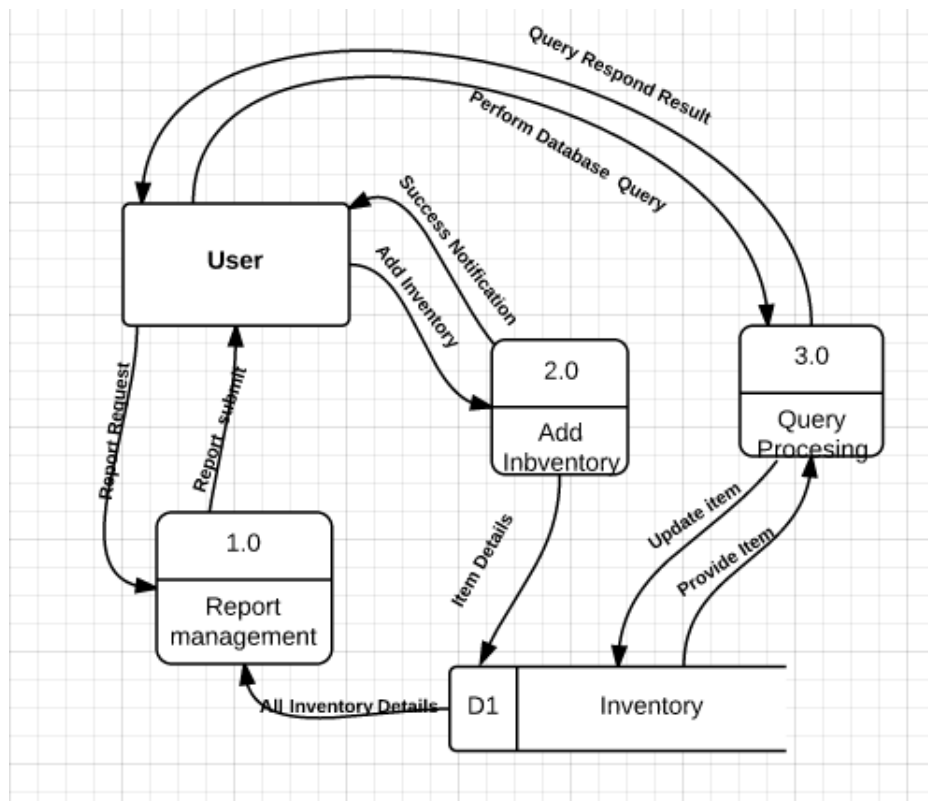 Query Respond Result
Perform Database Query
Success Notification
Add Inventory
User
Report Request
Report submit
2.0
Add
Inbventory
3.0
Query
Procesing
1.0
Report
management
Item Details
Update item
Provide Item
All Inventory Details
D1
Inventory